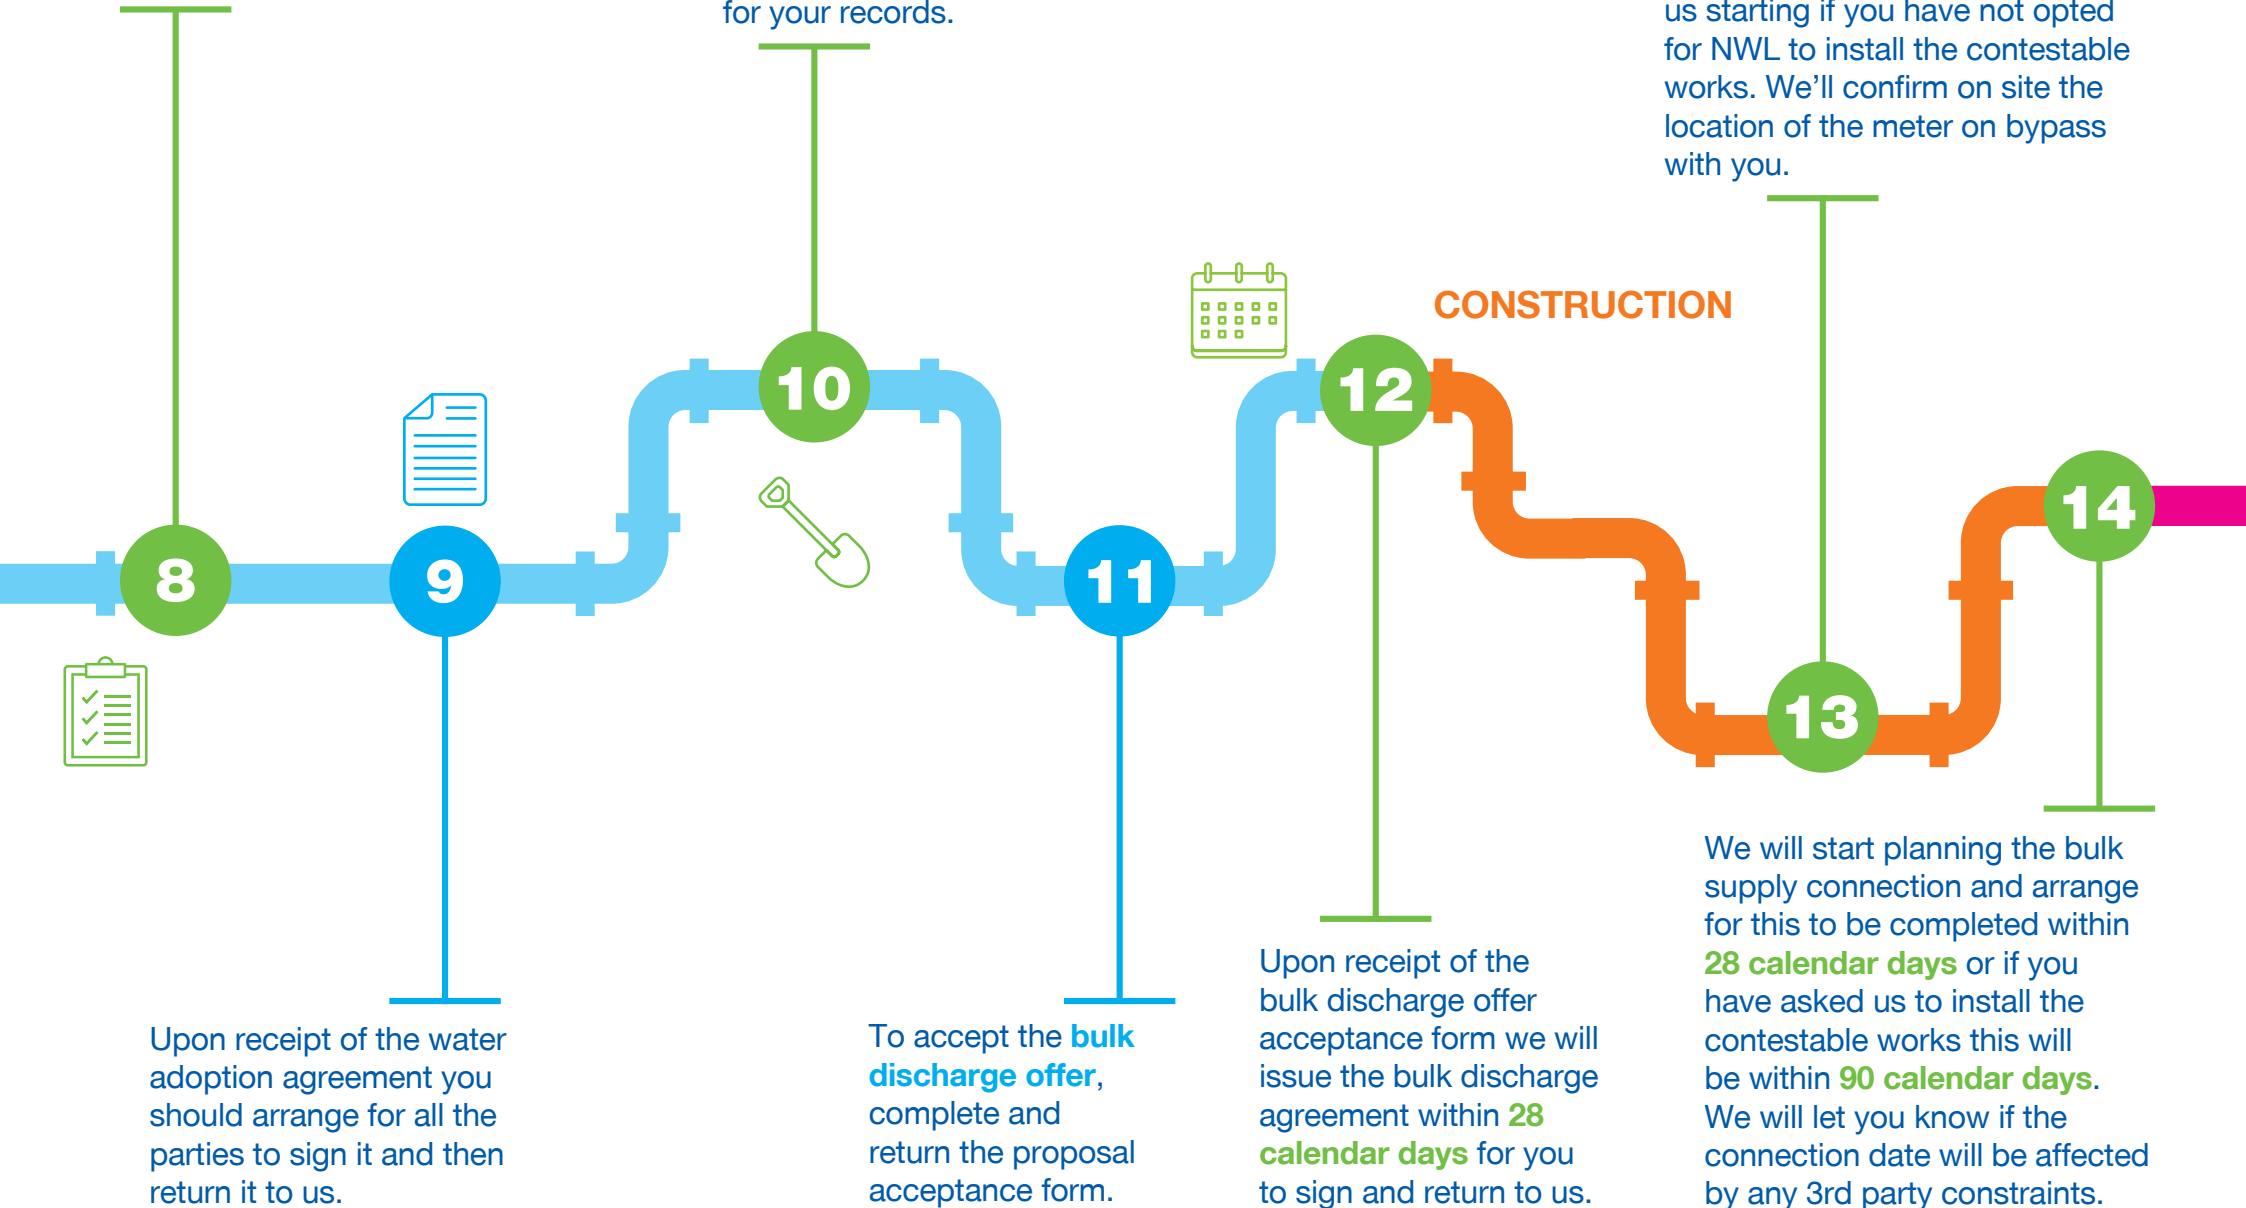 for your records.
us starting if you have not opted
for NWL to install the contestable
works. We’ll confirm on site the
location of the meter on bypass
with you.
CONSTRUCTION
8
9
10
11
12
13
14
Upon receipt of the water
adoption agreement you
should arrange for all the
parties to sign it and then
return it to us.
To accept the bulk
discharge offer,
complete and
return the proposal
acceptance form.
Upon receipt of the
bulk discharge offer
acceptance form we will
issue the bulk discharge
agreement within 28
calendar days for you
to sign and return to us.
We will start planning the bulk
supply connection and arrange
for this to be completed within
28 calendar days or if you
have asked us to install the
contestable works this will
be within 90 calendar days.
We will let you know if the
connection date will be affected
by any 3rd party constraints.